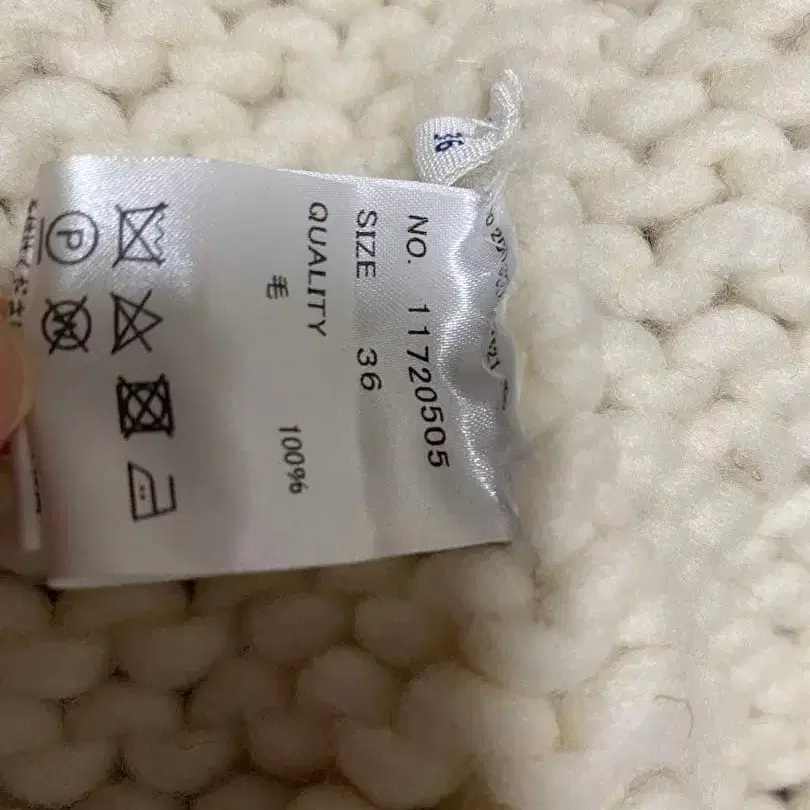 36
NO. 11720505
SIZE 36
QUALITY
毛 100%
P
W